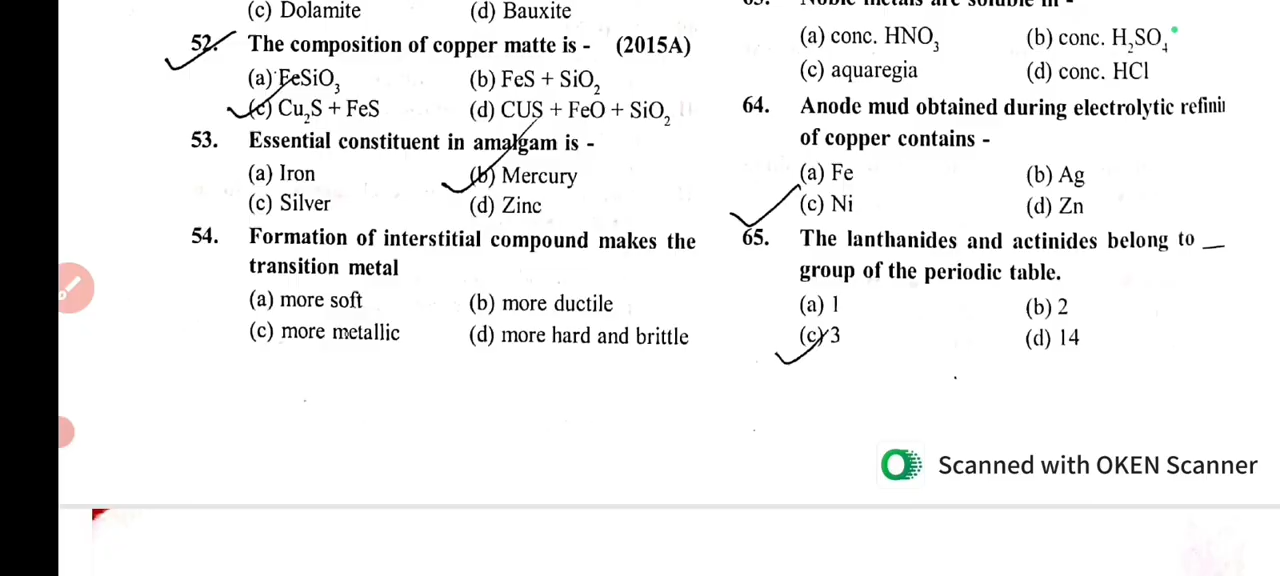 (c) Dolamite (d) Bauxite
52. The composition of copper matte is - (2015A)
(a) FeSiO₃ (b) FeS + SiO₂
(c) Cu₂S + FeS (d) CUS + FeO + SiO₂
53. Essential constituent in amalgam is -
(a) Iron (b) Mercury
(c) Silver (d) Zinc
54. Formation of interstitial compound makes the
transition metal
(a) more soft (b) more ductile
(c) more metallic (d) more hard and brittle
63. Noble metals are soluble in -
(a) conc. HNO₃ (b) conc. H₂SO₄
(c) aquaregia (d) conc. HCl
64. Anode mud obtained during electrolytic refinin
of copper contains -
(a) Fe (b) Ag
(c) Ni (d) Zn
65. The lanthanides and actinides belong to __
group of the periodic table.
(a) 1 (b) 2
(c) 3 (d) 14
Scanned with OKEN Scanner